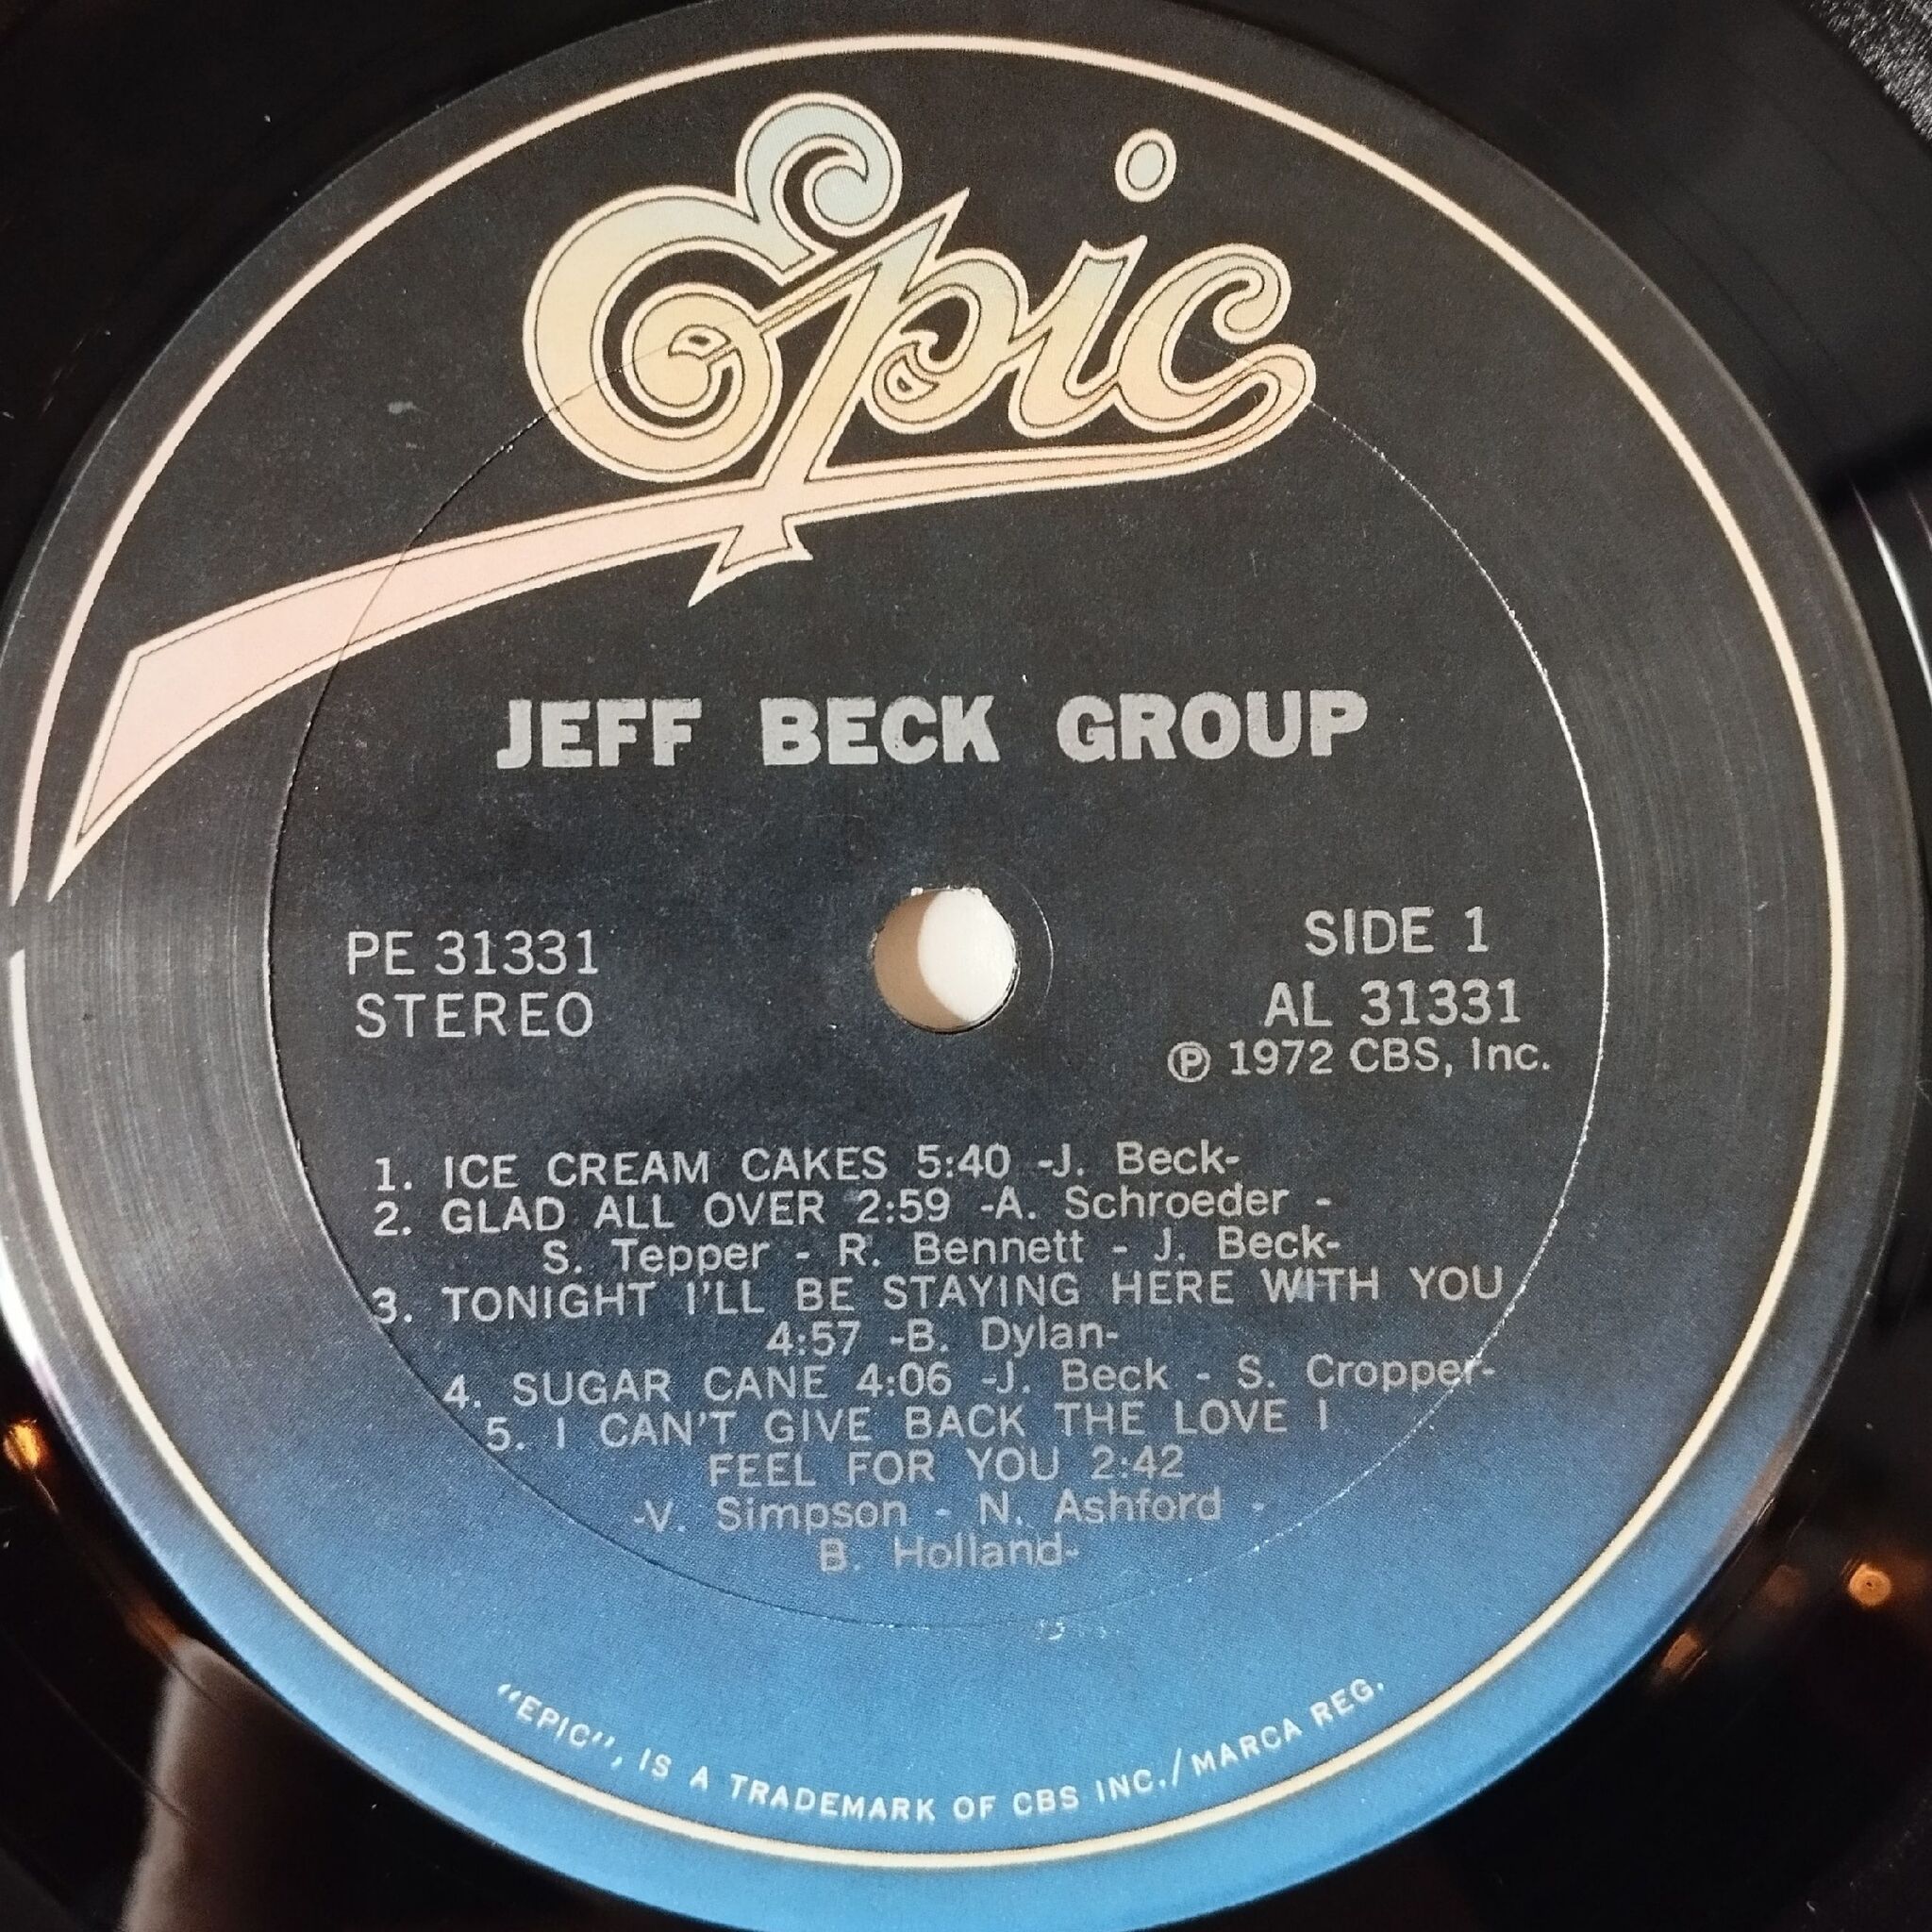 Epic
JEFF BECK GROUP
PE 31331
STEREO
SIDE 1
AL 31331
℗ 1972 CBS, Inc.
1. ICE CREAM CAKES 5:40 -J. Beck-
2. GLAD ALL OVER 2:59 -A. Schroeder -
S. Tepper - R. Bennett - J. Beck-
3. TONIGHT I'LL BE STAYING HERE WITH YOU
4:57 -B. Dylan-
4. SUGAR CANE 4:06 -J. Beck - S. Cropper-
5. I CAN'T GIVE BACK THE LOVE I
FEEL FOR YOU 2:42
-V. Simpson - N. Ashford -
B. Holland-
"EPIC", IS A TRADEMARK OF CBS INC./MARCA REG.